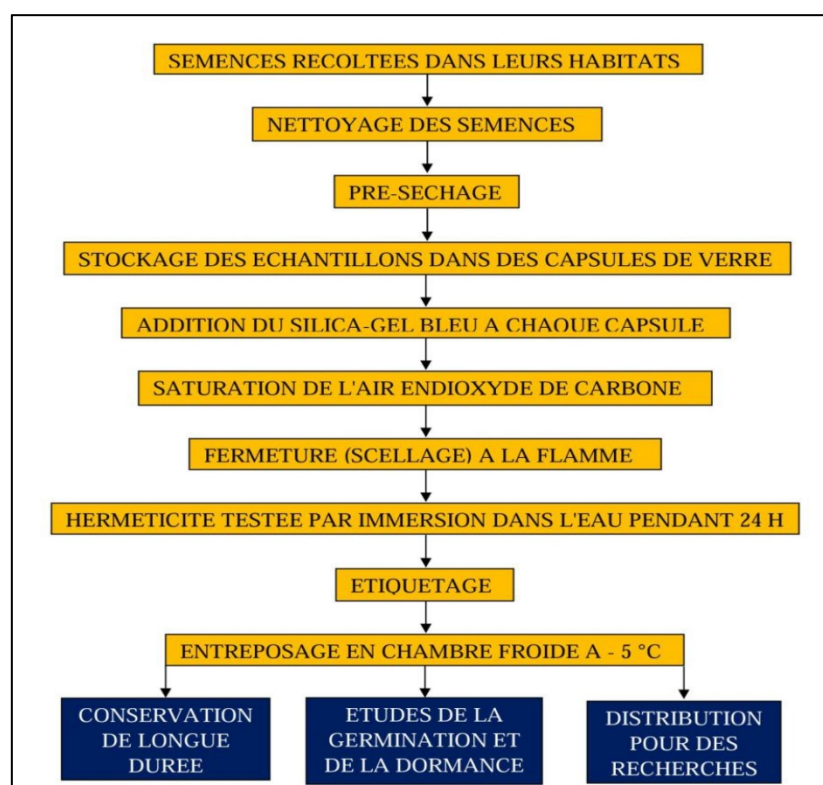 SEMENCES RECOLTEES DANS LEURS HABITATS
NETTOYAGE DES SEMENCES
PRE-SECHAGE
STOCKAGE DES ECHANTILLONS DANS DES CAPSULES DE VERRE
ADDITION DU SILICA-GEL BLEU A CHAQUE CAPSULE
SATURATION DE L'AIR ENDIOXYDE DE CARBONE
FERMETURE (SCELLAGE) A LA FLAMME
HERMETICITE TESTEE PAR IMMERSION DANS L'EAU PENDANT 24 H
ETIQUETAGE
ENTREPOSAGE EN CHAMBRE FROIDE A - 5 °C
CONSERVATION
DE LONGUE
DUREE
ETUDES DE LA
GERMINATION ET
DE LA DORMANCE
DISTRIBUTION
POUR DES
RECHERCHES